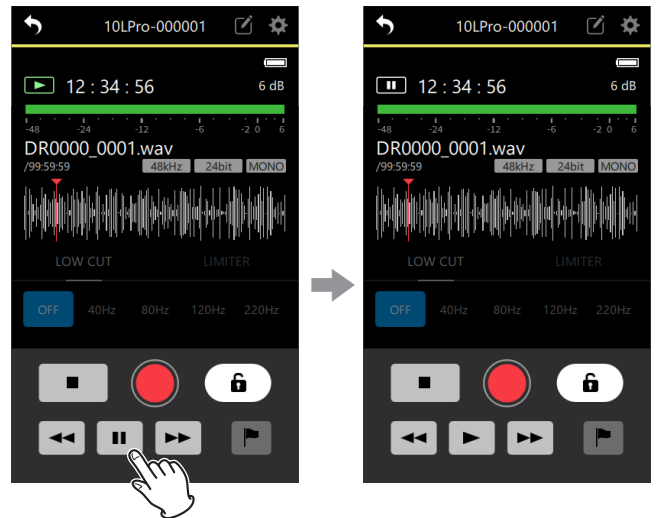 10LPro-000001
12 : 34 : 56
6 dB
-48 -24 -12 -6 -2 0 6
DR0000_0001.wav
/99:59:59 48kHz 24bit MONO
LOW CUT LIMITER
OFF 40Hz 80Hz 120Hz 220Hz
10LPro-000001
12 : 34 : 56
6 dB
-48 -24 -12 -6 -2 0 6
DR0000_0001.wav
/99:59:59 48kHz 24bit MONO
LOW CUT LIMITER
OFF 40Hz 80Hz 120Hz 220Hz